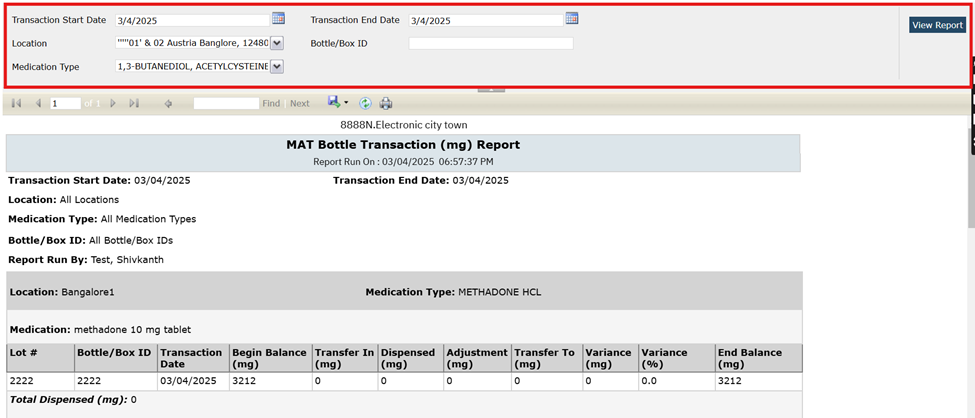 Transaction Start Date 3/4/2025 Transaction End Date 3/4/2025
View Report
Location """01' & 02 Austria Banglore, 12480 Bottle/Box ID
Medication Type 1,3-BUTANEDIOL, ACETYLCYSTEINE
1 of 1 Find | Next
8888N.Electronic city town
MAT Bottle Transaction (mg) Report
Report Run On : 03/04/2025 06:57:37 PM
Transaction Start Date: 03/04/2025 Transaction End Date: 03/04/2025
Location: All Locations
Medication Type: All Medication Types
Bottle/Box ID: All Bottle/Box IDs
Report Run By: Test, Shivkanth
Location: Bangalore1 Medication Type: METHADONE HCL
Medication: methadone 10 mg tablet
Lot # Bottle/Box ID Transaction Date Begin Balance (mg) Transfer In (mg) Dispensed (mg) Adjustment (mg) Transfer To (mg) Variance (mg) Variance (%) End Balance (mg)
2222 2222 03/04/2025 3212 0 0 0 0 0 0.0 3212
Total Dispensed (mg): 0